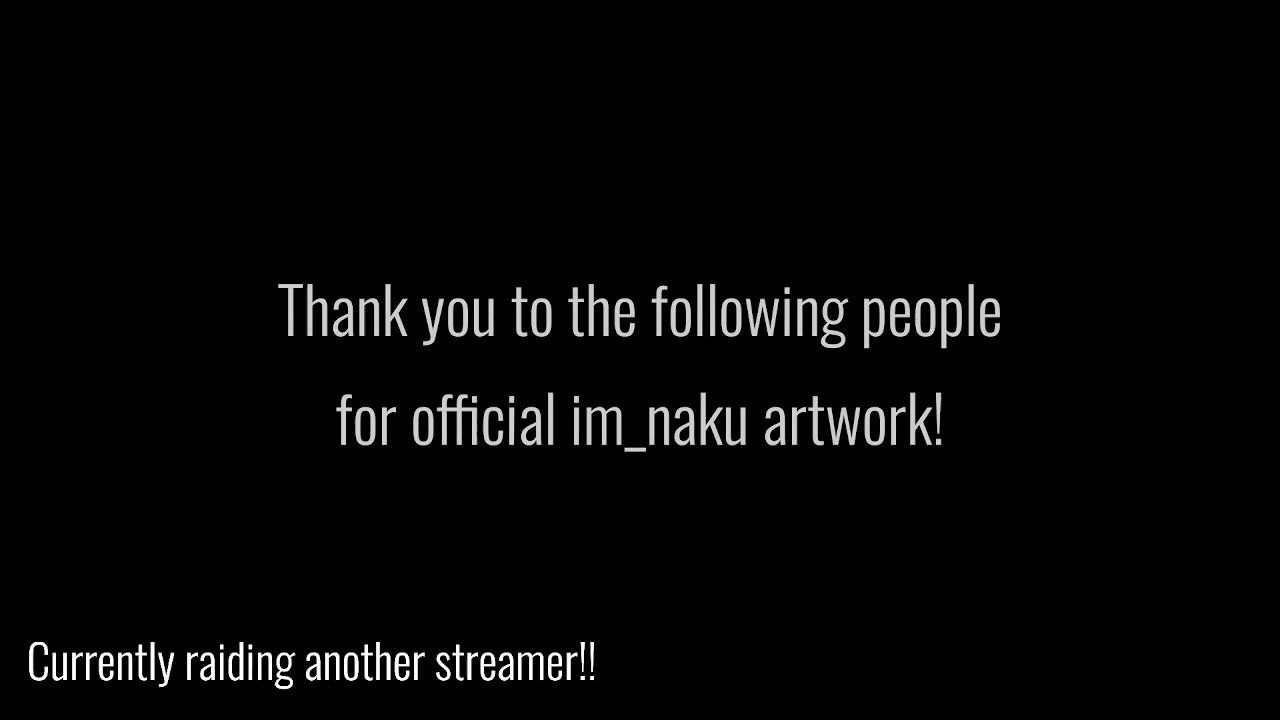 Thank you to the following people
for official im_naku artwork!
Currently raiding another streamer!!